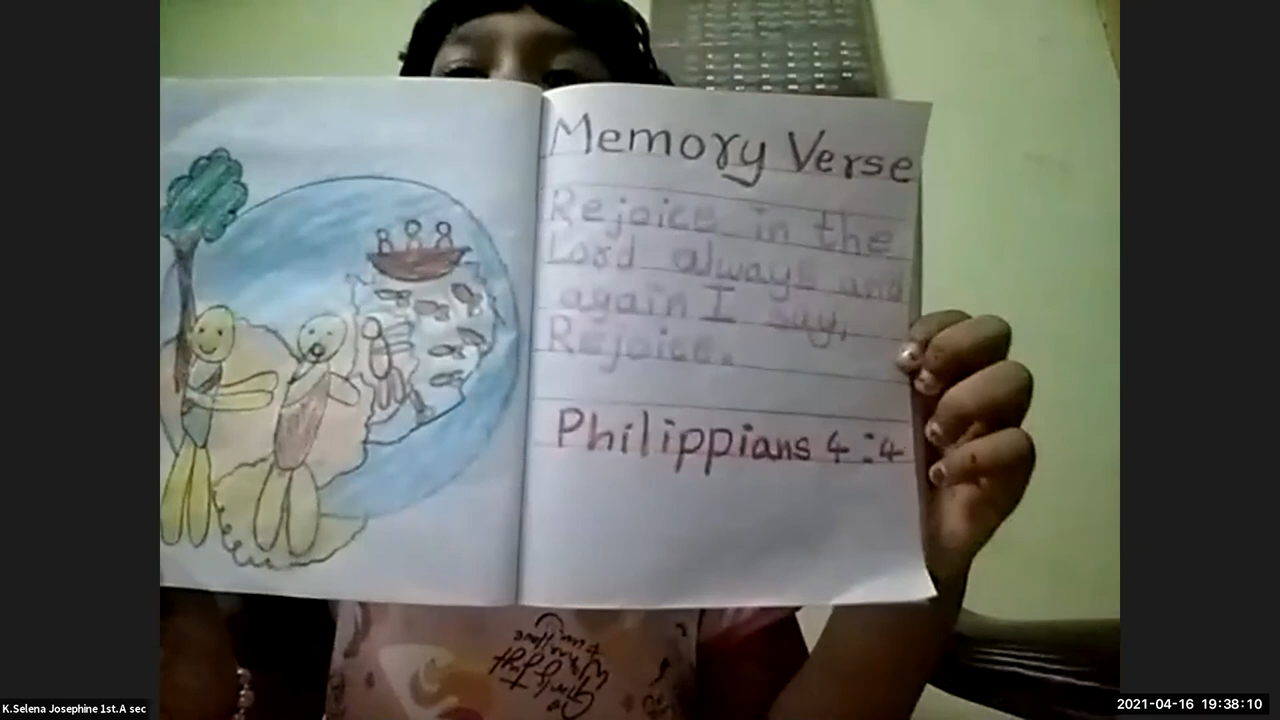 Memory Verse
Rejoice in the
Lord always and
again I say,
Rejoice.
Philippians 4:4
K.Selena Josephine 1st.A sec
2021-04-16 19:38:10